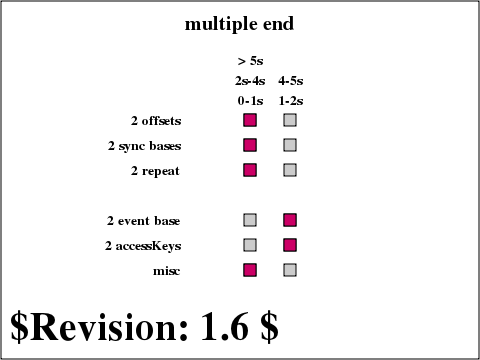 multiple end
> 5s
2s-4s 4-5s
0-1s 1-2s
2 offsets
2 sync bases
2 repeat
2 event base
2 accessKeys
misc
$Revision: 1.6 $